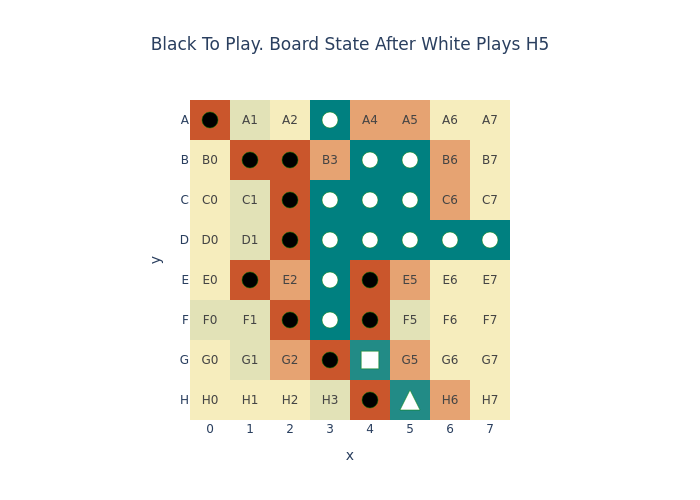 Black To Play. Board State After White Plays H5
A A1 A2 A4 A5 A6 A7
B B0 B3 B6 B7
C C0 C1 C6 C7
D D0 D1
E E0 E2 E5 E6 E7
F F0 F1 F5 F6 F7
G G0 G1 G2 G5 G6 G7
H H0 H1 H2 H3 H6 H7
0 1 2 3 4 5 6 7
x
y